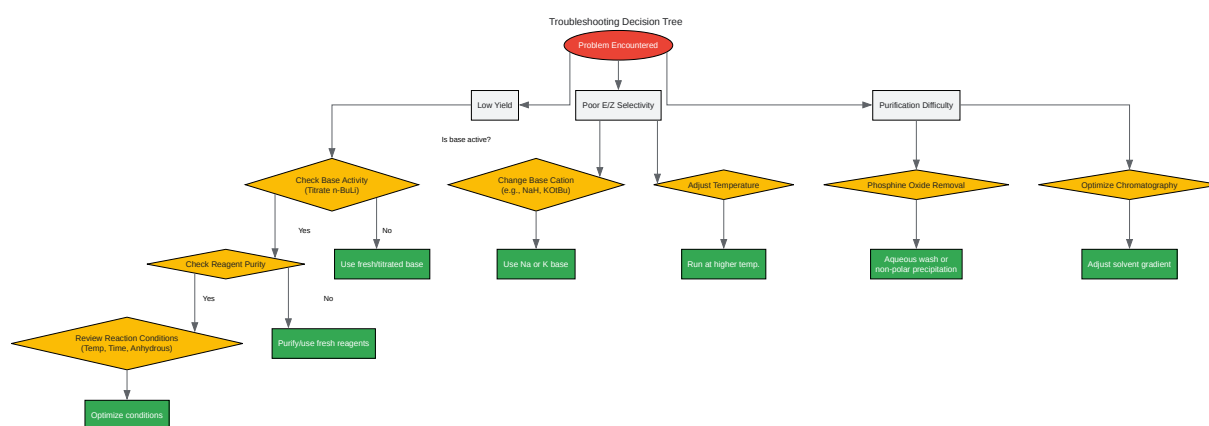 Troubleshooting Decision Tree
Problem Encountered
Low Yield
Poor E/Z Selectivity
Purification Difficulty
Is base active?
Check Base Activity
(Titrate n-BuLi)
Change Base Cation
(e.g., NaH, KOtBu)
Adjust Temperature
Phosphine Oxide Removal
Optimize Chromatography
Yes
No
Check Reagent Purity
Use fresh/titrated base
Use Na or K base
Run at higher temp.
Aqueous wash or
non-polar precipitation
Adjust solvent gradient
Yes
No
Review Reaction Conditions
(Temp, Time, Anhydrous)
Purify/use fresh reagents
Optimize conditions